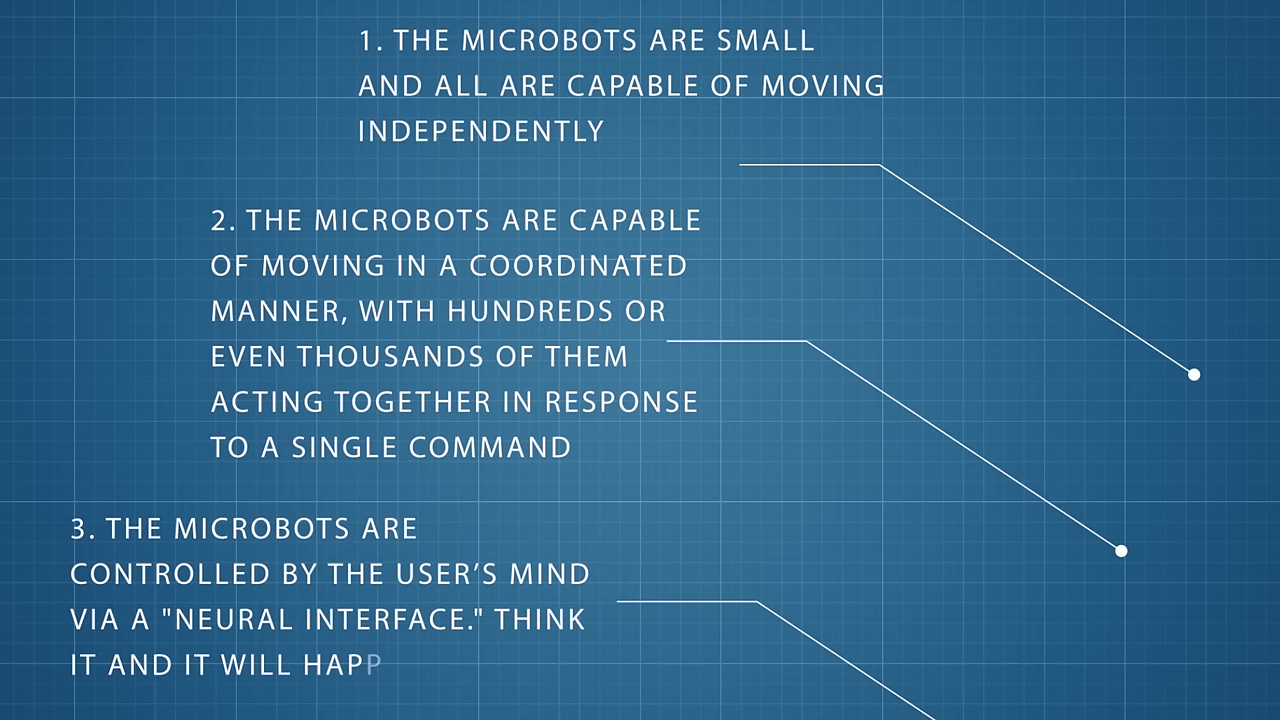 1. THE MICROBOTS ARE SMALL
AND ALL ARE CAPABLE OF MOVING
INDEPENDENTLY
2. THE MICROBOTS ARE CAPABLE
OF MOVING IN A COORDINATED
MANNER, WITH HUNDREDS OR
EVEN THOUSANDS OF THEM
ACTING TOGETHER IN RESPONSE
TO A SINGLE COMMAND
3. THE MICROBOTS ARE
CONTROLLED BY THE USER’S MIND
VIA A "NEURAL INTERFACE." THINK
IT AND IT WILL HAPP